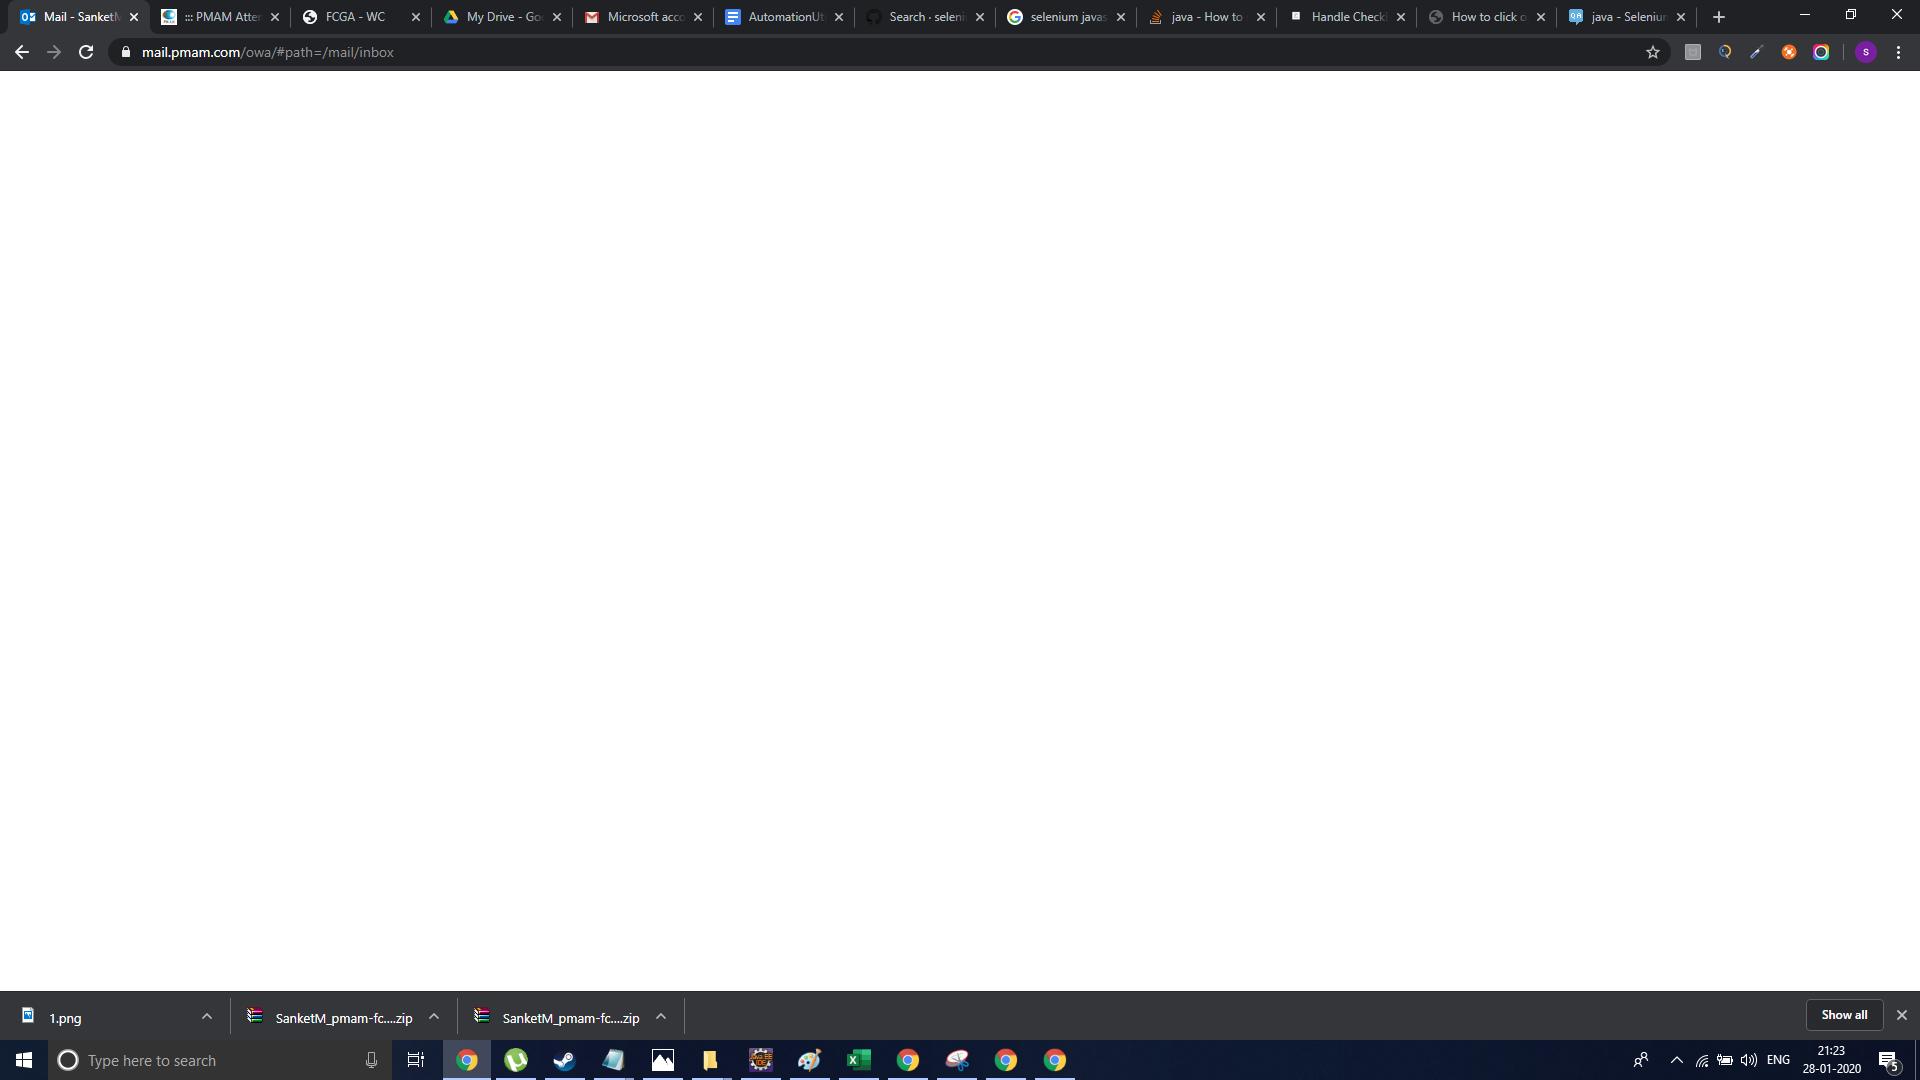 Mail - SanketM
::: PMAM Atter
FCGA - WC
My Drive - Goo
Microsoft acco
AutomationUt
Search · seleni
selenium javas
java - How to
Handle Check
How to click o
java - Seleniu
mail.pmam.com/owa/#path=/mail/inbox
S
1.png
SanketM_pmam-fc....zip
SanketM_pmam-fc....zip
Show all
Type here to search
ENG
21:23
28-01-2020
5